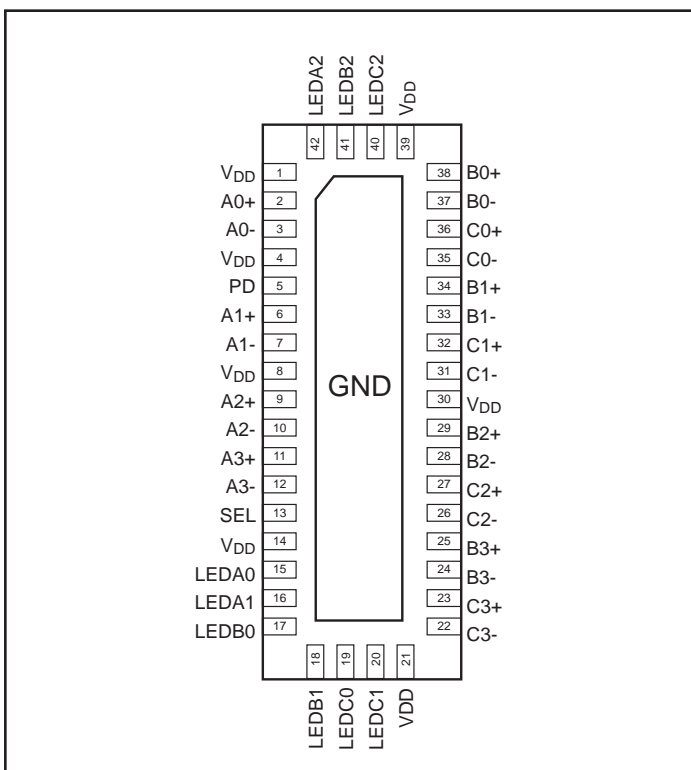 LEDA2 LEDB2 LEDC2 VDD
42 41 40 39
VDD 1 38 B0+
A0+ 2 37 B0-
A0- 3 36 C0+
VDD 4 35 C0-
PD 5 34 B1+
A1+ 6 33 B1-
A1- 7 32 C1+
VDD 8 31 C1-
GND
A2+ 9 30 VDD
A2- 10 29 B2+
A3+ 11 28 B2-
A3- 12 27 C2+
SEL 13 26 C2-
VDD 14 25 B3+
LEDA0 15 24 B3-
LEDA1 16 23 C3+
LEDB0 17 22 C3-
18 19 20 21
LEDB1 LEDC0 LEDC1 VDD